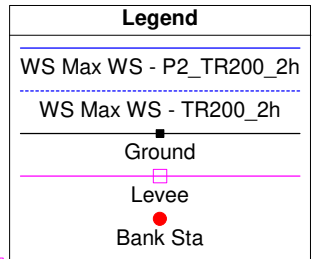 Legend
WS Max WS - P2_TR200_2h
WS Max WS - TR200_2h
Ground
Levee
Bank Sta